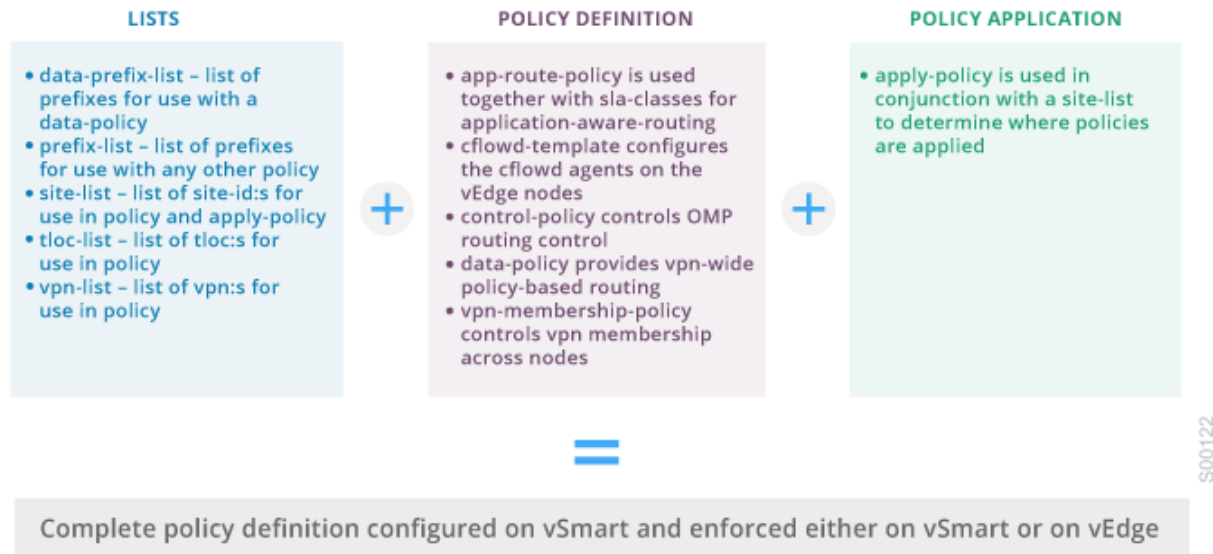 LISTS
• data-prefix-list – list of
prefixes for use with a
data-policy
• prefix-list – list of prefixes
for use with any other policy
• site-list – list of site-id:s for
use in policy and apply-policy
• tloc-list – list of tloc:s for
use in policy
• vpn-list – list of vpn:s for
use in policy
+
POLICY DEFINITION
• app-route-policy is used
together with sla-classes for
application-aware-routing
• cflowd-template configures
the cflowd agents on the
vEdge nodes
• control-policy controls OMP
routing control
• data-policy provides vpn-wide
policy-based routing
• vpn-membership-policy
controls vpn membership
across nodes
+
POLICY APPLICATION
• apply-policy is used in
conjunction with a site-list
to determine where policies
are applied
=
S00122
Complete policy definition configured on vSmart and enforced either on vSmart or on vEdge